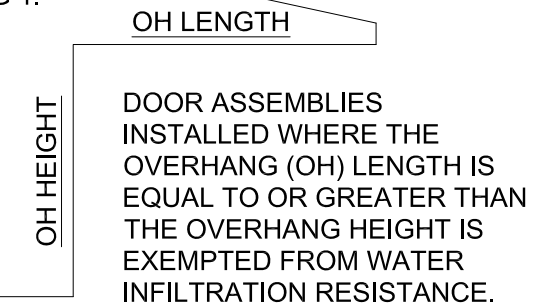 OH LENGTH
OH HEIGHT
DOOR ASSEMBLIES
INSTALLED WHERE THE
OVERHANG (OH) LENGTH IS
EQUAL TO OR GREATER THAN
THE OVERHANG HEIGHT IS
EXEMPTED FROM WATER
INFILTRATION RESISTANCE.